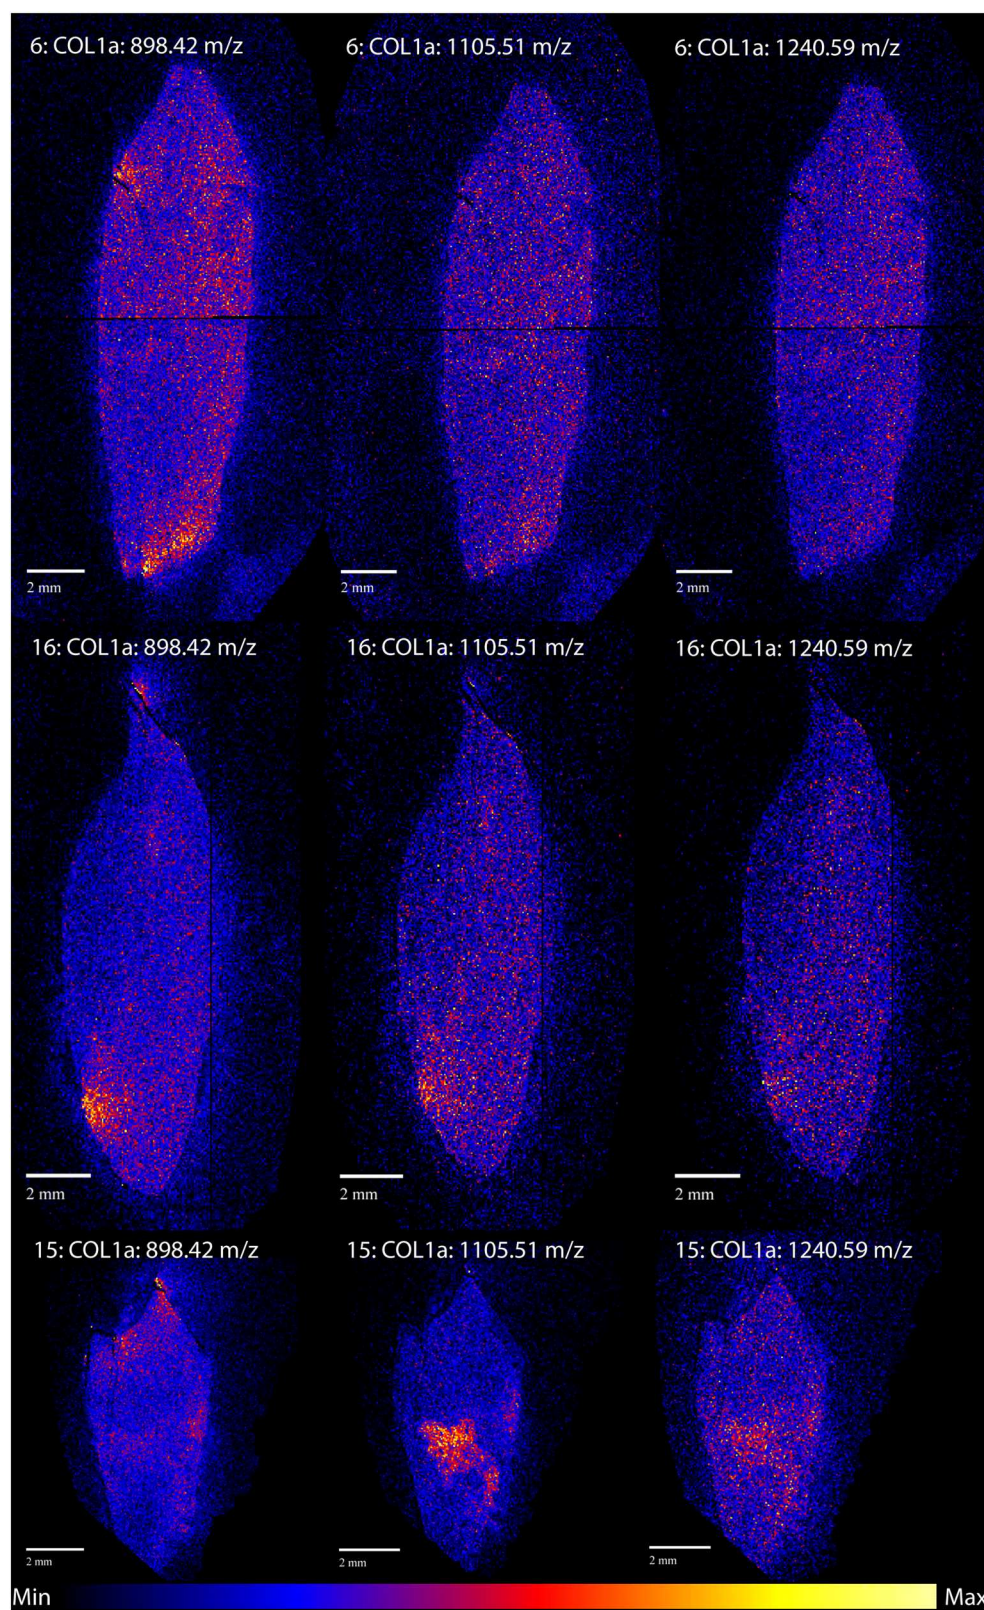 6: COL1a: 898.42 m/z
6: COL1a: 1105.51 m/z
6: COL1a: 1240.59 m/z
2 mm
2 mm
2 mm
16: COL1a: 898.42 m/z
16: COL1a: 1105.51 m/z
16: COL1a: 1240.59 m/z
2 mm
2 mm
2 mm
15: COL1a: 898.42 m/z
15: COL1a: 1105.51 m/z
15: COL1a: 1240.59 m/z
2 mm
2 mm
2 mm
Min
Max